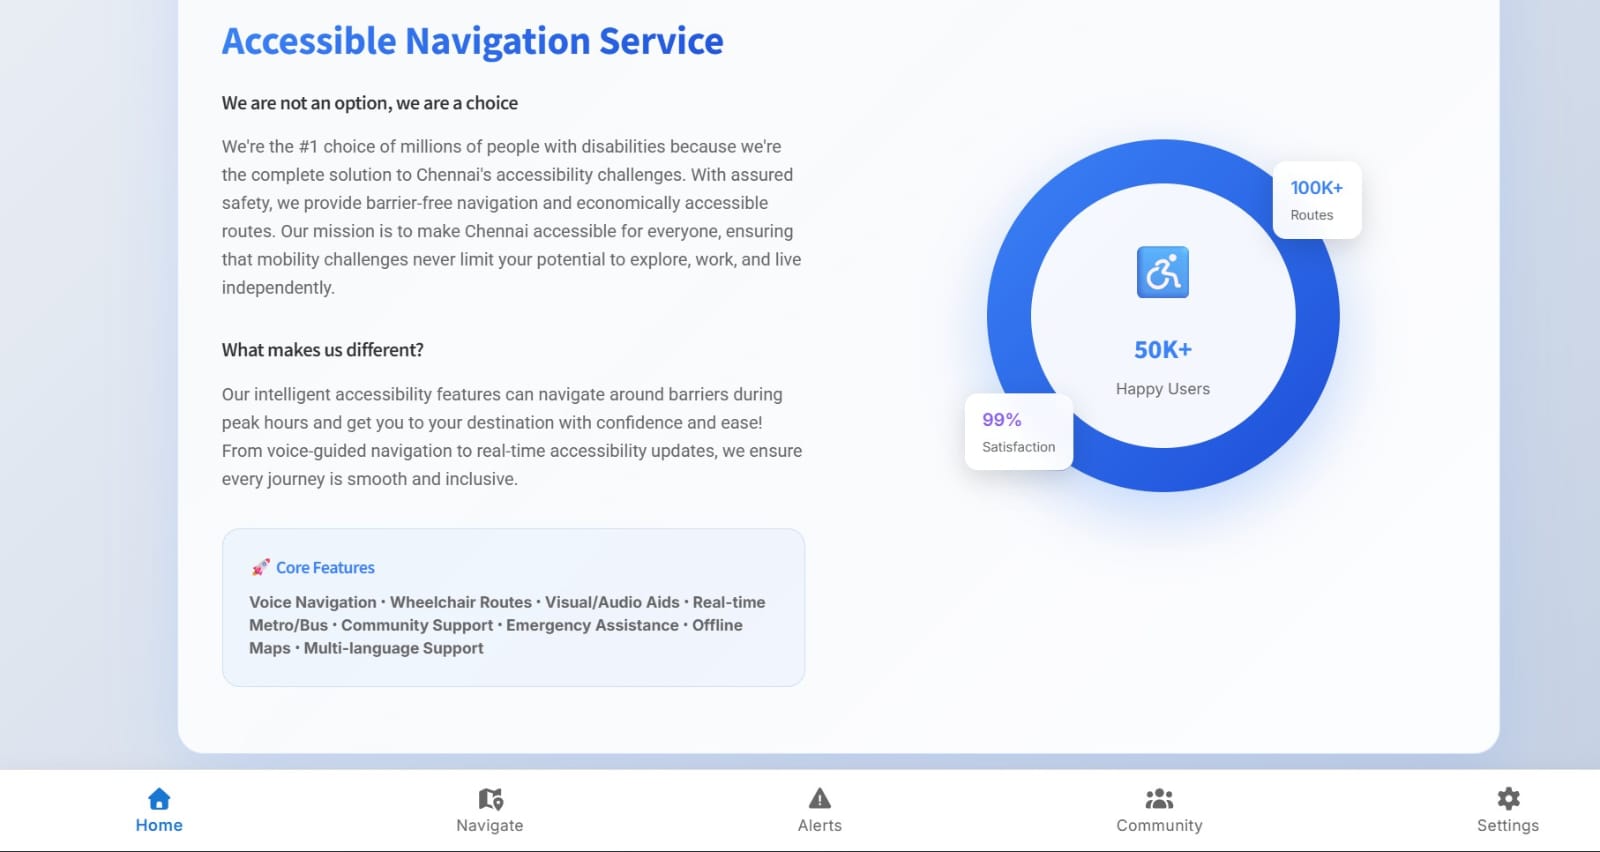 Accessible Navigation Service
We are not an option, we are a choice
We're the #1 choice of millions of people with disabilities because we're
the complete solution to Chennai's accessibility challenges. With assured
safety, we provide barrier-free navigation and economically accessible
routes. Our mission is to make Chennai accessible for everyone, ensuring
that mobility challenges never limit your potential to explore, work, and live
independently.
What makes us different?
Our intelligent accessibility features can navigate around barriers during
peak hours and get you to your destination with confidence and ease!
From voice-guided navigation to real-time accessibility updates, we ensure
every journey is smooth and inclusive.
🚀 Core Features
Voice Navigation • Wheelchair Routes • Visual/Audio Aids • Real-time
Metro/Bus • Community Support • Emergency Assistance • Offline
Maps • Multi-language Support
100K+
Routes
50K+
Happy Users
99%
Satisfaction
Home
Navigate
Alerts
Community
Settings